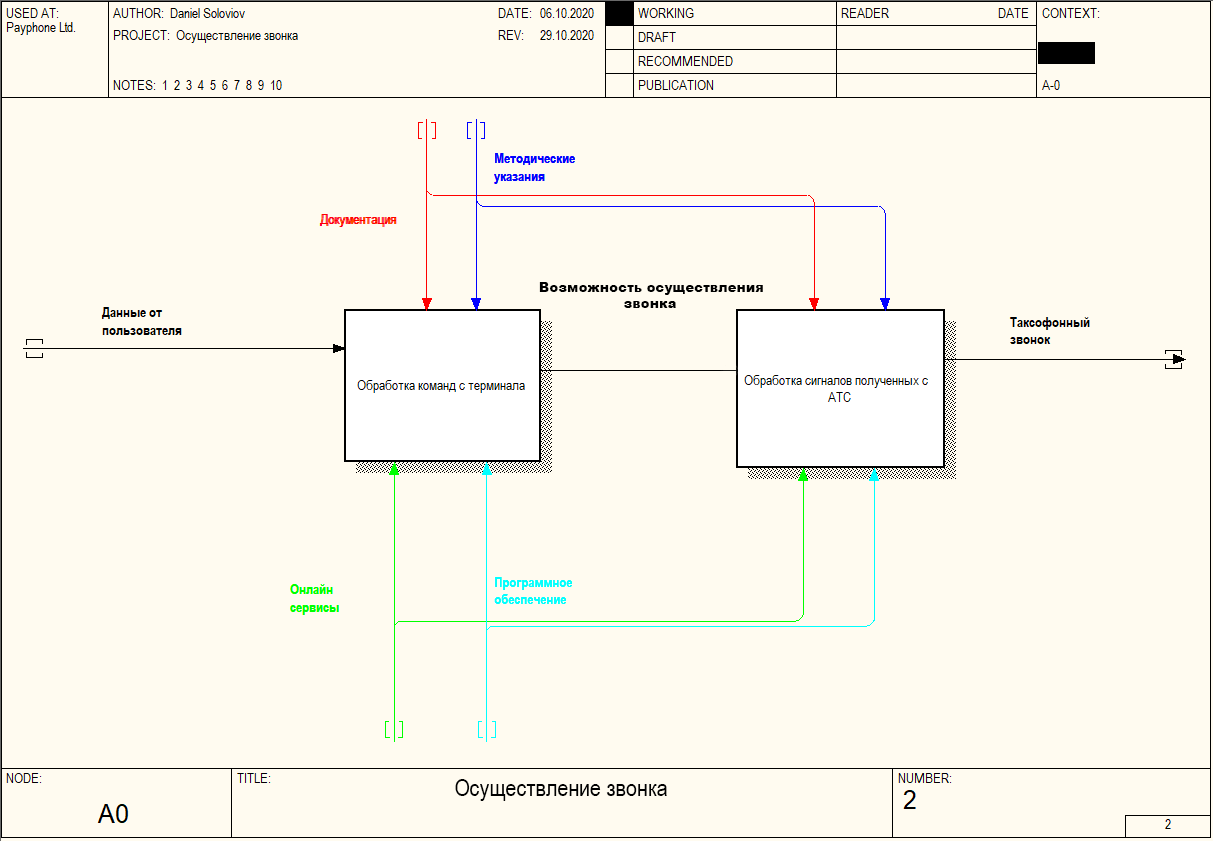 USED AT:
Payphone Ltd.
AUTHOR: Daniel Soloviov
DATE: 06.10.2020
PROJECT: Осуществление звонка
REV: 29.10.2020
NOTES: 1 2 3 4 5 6 7 8 9 10
WORKING
DRAFT
RECOMMENDED
PUBLICATION
READER DATE
CONTEXT:
A-0
Методические
указания
Документация
Возможность осуществления
звонка
Данные от
пользователя
Таксофонный
звонок
Обработка команд с терминала
Обработка сигналов полученных с
АТС
Онлайн
сервисы
Программное
обеспечение
NODE:
A0
TITLE:
Осуществление звонка
NUMBER:
2
2